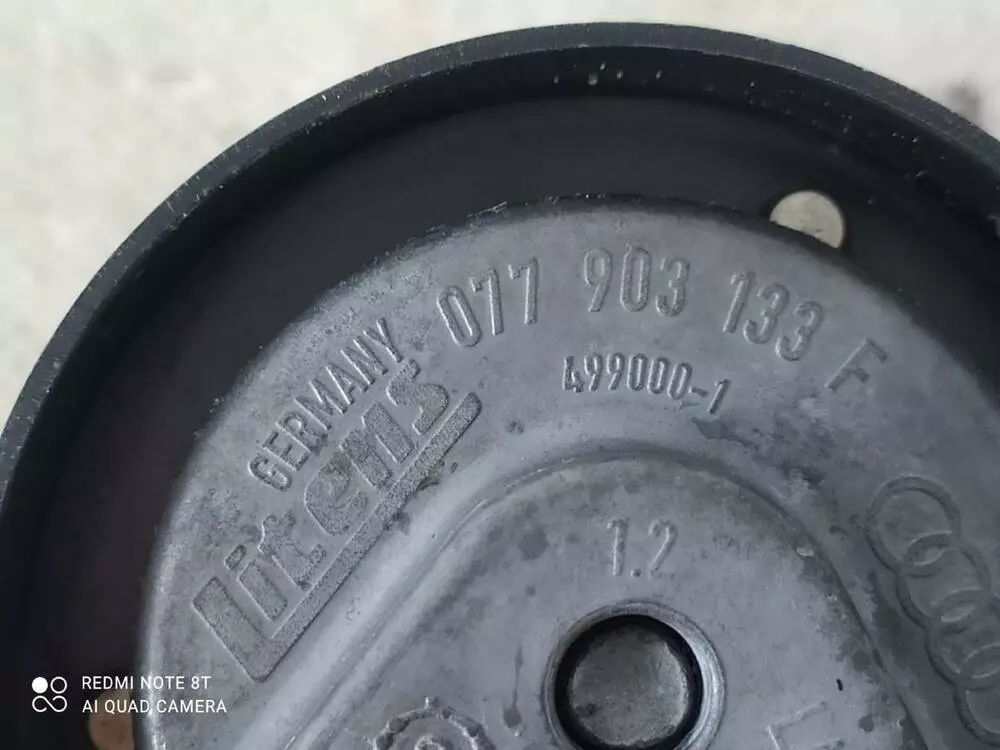 077 903 133 F
499000-1
GERMANY
Litens
1.2
REDMI NOTE 8T
AI QUAD CAMERA